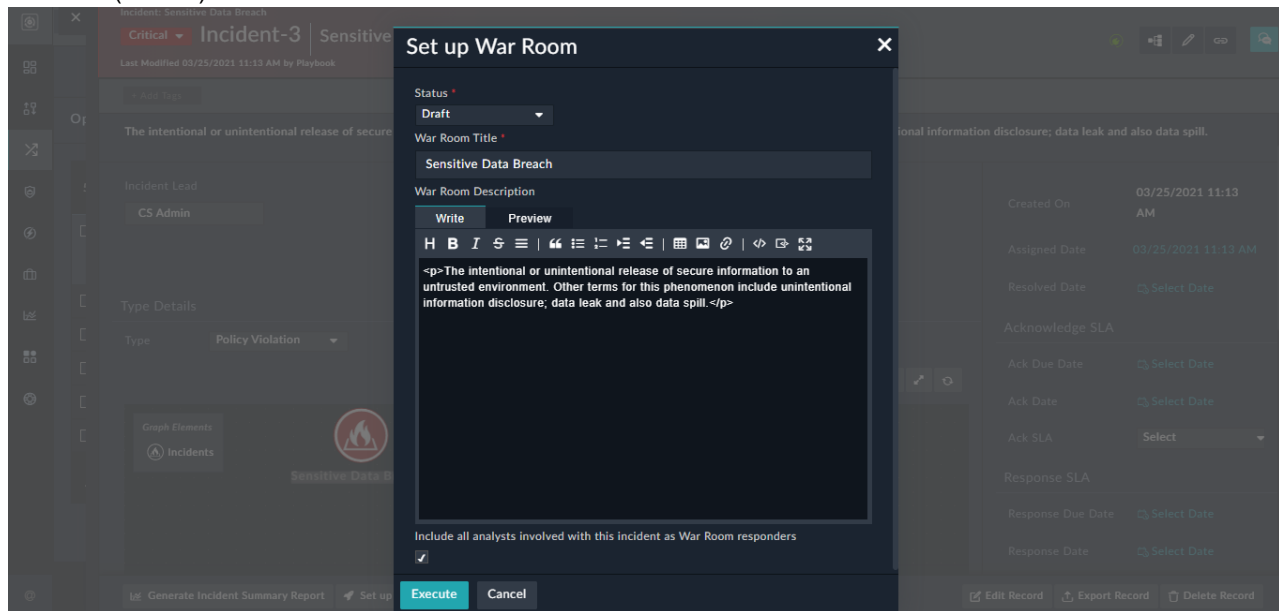 Incident: Sensitive Data Breach
Critical
Incident-3
Sensitive
Last Modified 03/25/2021 11:13 AM by Playbook
+ Add Tags
The intentional or unintentional release of secure
ional information disclosure; data leak and also data spill.
Incident Lead
CS Admin
Type Details
Type
Policy Violation
Graph Elements
Incidents
Sensitive Data B
Generate Incident Summary Report
Set up
Set up War Room
Status *
Draft
War Room Title *
Sensitive Data Breach
War Room Description
Write Preview
H B I S
<p>The intentional or unintentional release of secure information to an
untrusted environment. Other terms for this phenomenon include unintentional
information disclosure; data leak and also data spill.</p>
Include all analysts involved with this incident as War Room responders
Execute Cancel
Created On
03/25/2021 11:13
AM
Assigned Date 03/25/2021 11:13 AM
Resolved Date Select Date
Acknowledge SLA
Ack Due Date Select Date
Ack Date Select Date
Ack SLA Select
Response SLA
Response Due Date Select Date
Response Date Select Date
Edit Record Export Record Delete Record